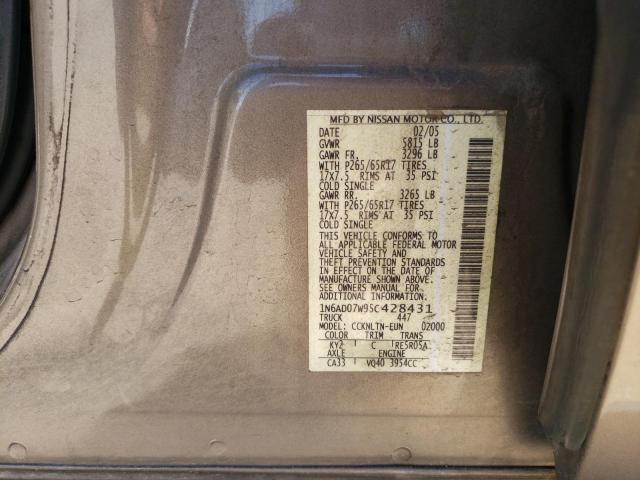 MFD BY NISSAN MOTOR CO., LTD.
DATE 02/05
GVWR 5815 LB
GAWR FR. 3296 LB
WITH P265/65R17 TIRES
17x7.5 RIMS AT 35 PSI
COLD SINGLE
GAWR RR. 3265 LB
WITH P265/65R17 TIRES
17x7.5 RIMS AT 35 PSI
COLD SINGLE
THIS VEHICLE CONFORMS TO
ALL APPLICABLE FEDERAL MOTOR
VEHICLE SAFETY AND
THEFT PREVENTION STANDARDS
IN EFFECT ON THE DATE OF
MANUFACTURE SHOWN ABOVE.
SEE OWNERS MANUAL FOR
ADDITIONAL INFORMATION.
1N6AD07W95C428431
TRUCK 447
MODEL: CCKNLTN-EUN 02000
COLOR TRIM TRANS
KY2 C RE5R05A
AXLE ENGINE
CA33 VQ40 3954CC